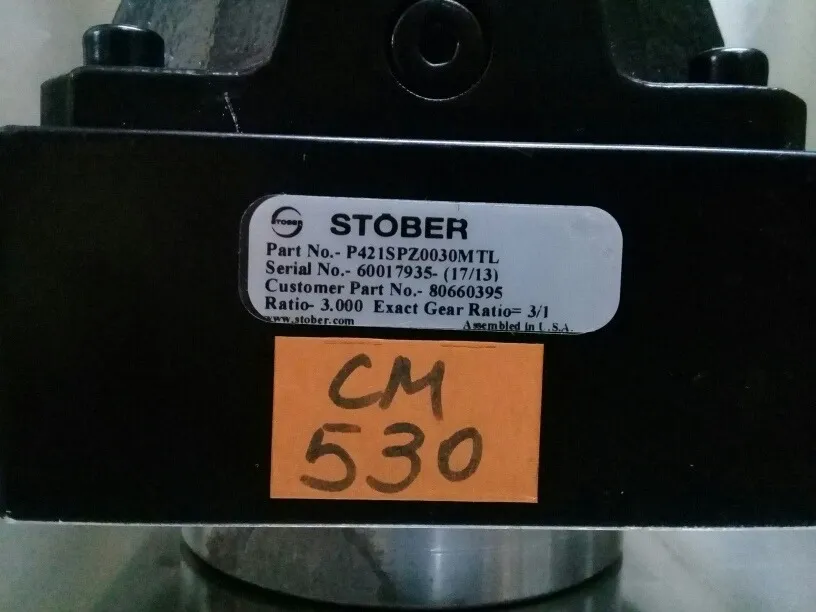 STOBER
STÖBER
Part No.- P421SPZ0030MTL
Serial No.- 60017935- (17/13)
Customer Part No.- 80660395
Ratio- 3.000 Exact Gear Ratio= 3/1
www.stober.com Assembled in U.S.A.
CM
530